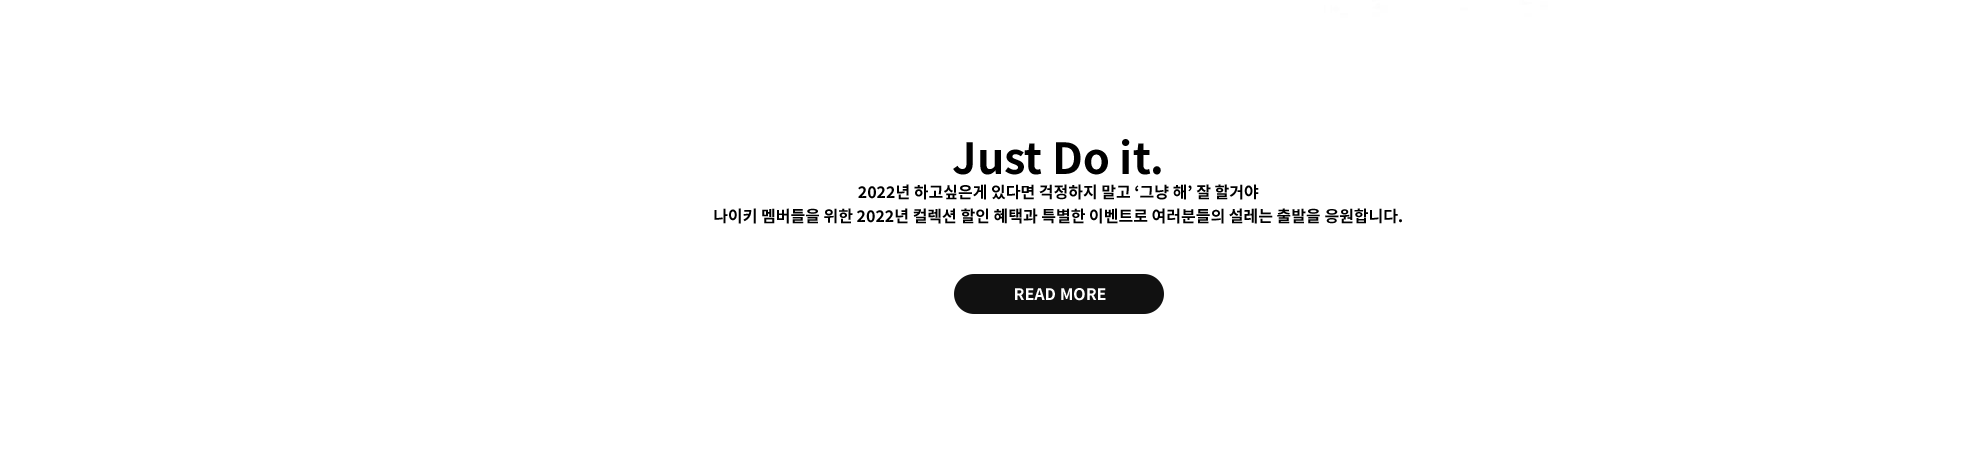 Just Do it.
2022년 하고싶은게 있다면 걱정하지 말고 ‘그냥 해’ 잘 할거야
나이키 멤버들을 위한 2022년 컬렉션 할인 혜택과 특별한 이벤트로 여러분들의 설레는 출발을 응원합니다.
READ MORE